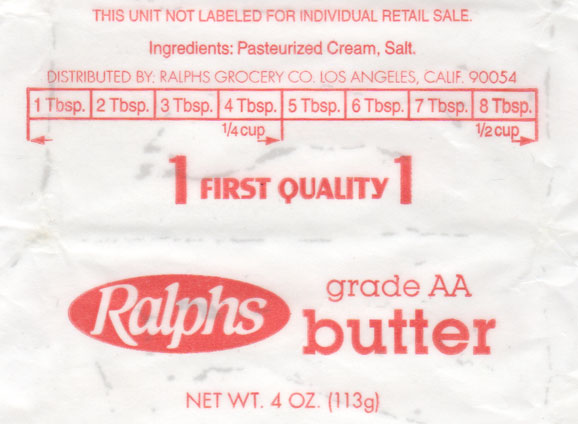 THIS UNIT NOT LABELED FOR INDIVIDUAL RETAIL SALE.
Ingredients: Pasteurized Cream, Salt.
DISTRIBUTED BY: RALPHS GROCERY CO. LOS ANGELES, CALIF. 90054
1 Tbsp. 2 Tbsp. 3 Tbsp. 4 Tbsp. 5 Tbsp. 6 Tbsp. 7 Tbsp. 8 Tbsp.
1/4 cup 1/2 cup
1 FIRST QUALITY 1
Ralphs
grade AA
butter
NET WT. 4 OZ. (113g)